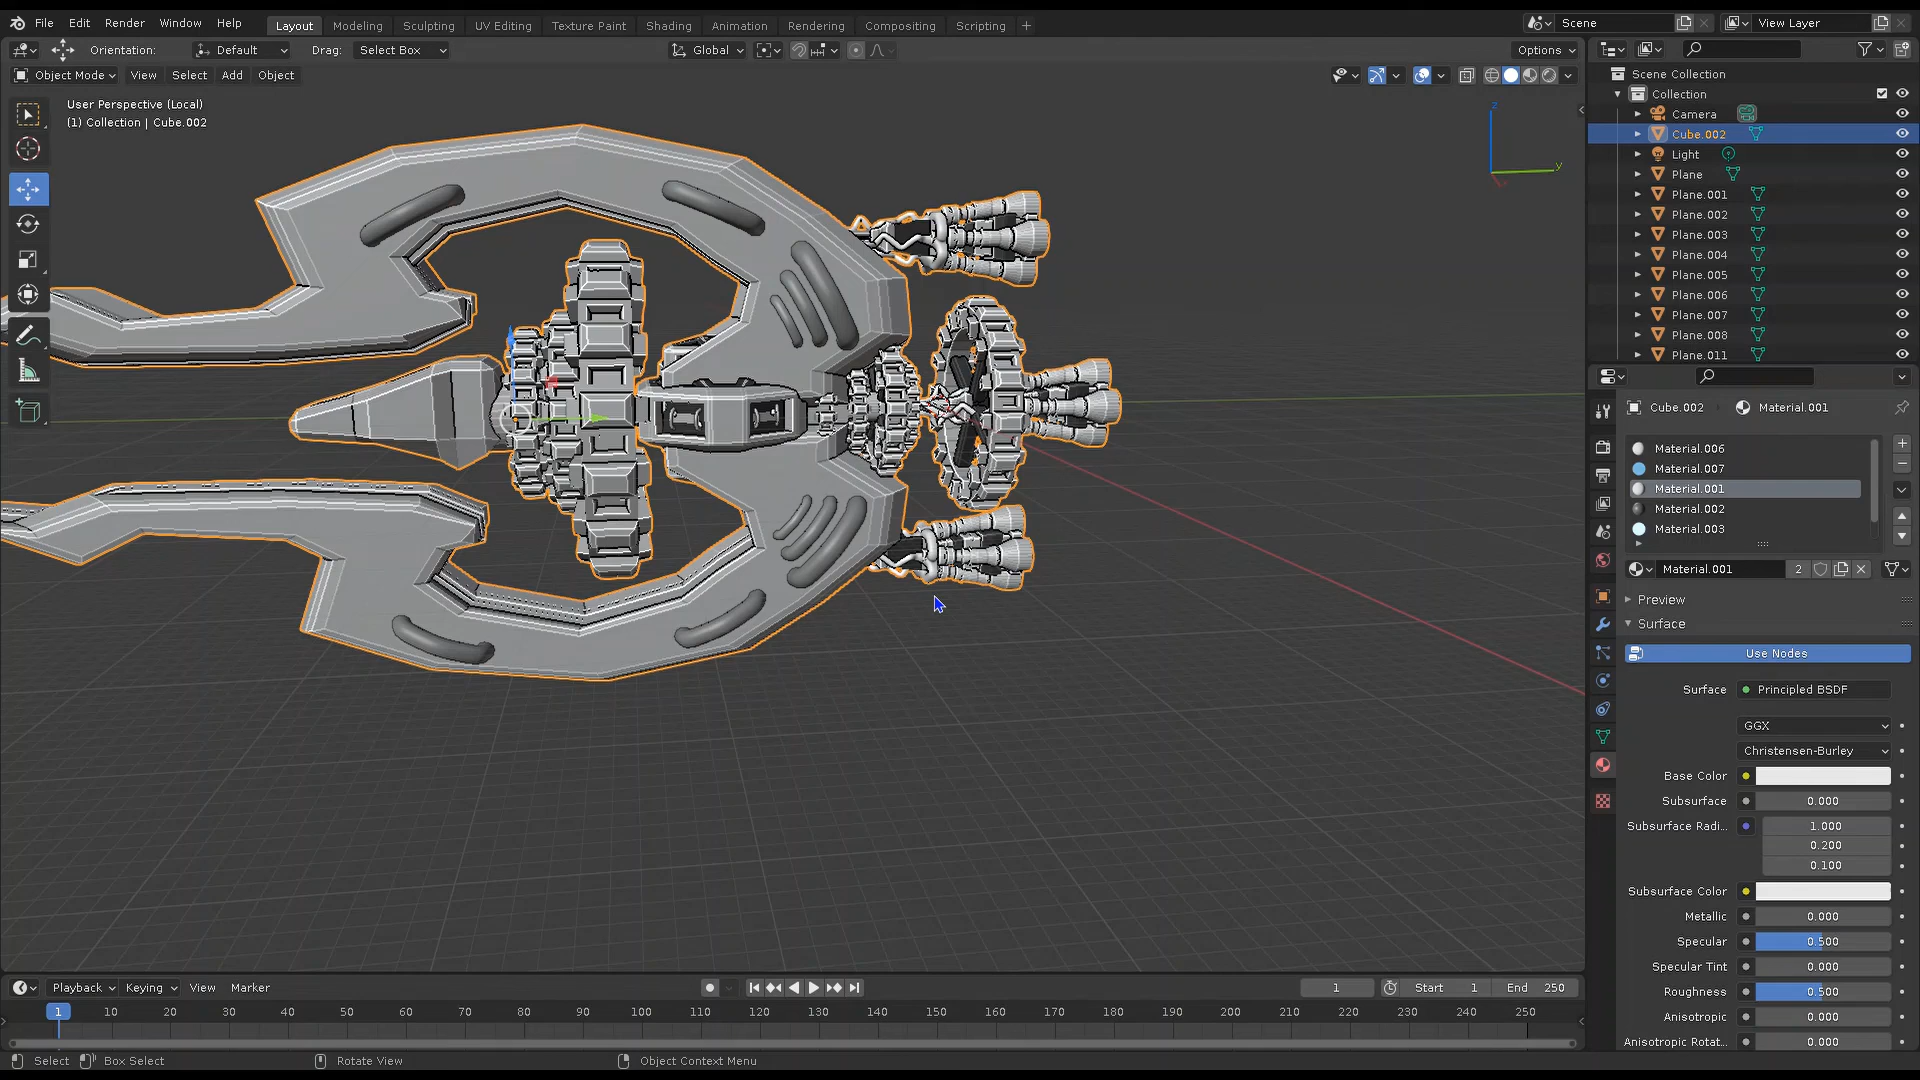 File Edit Render Window Help Layout Modeling Sculpting UV Editing Texture Paint Shading Animation Rendering Compositing Scripting + Scene View Layer
Orientation: Default Drag: Select Box Global Options
Object Mode View Select Add Object
User Perspective (Local)
(1) Collection | Cube.002
z
y
Scene Collection
Collection
Camera
Cube.002
Light
Plane
Plane.001
Plane.002
Plane.003
Plane.004
Plane.005
Plane.006
Plane.007
Plane.008
Plane.011
Cube.002 Material.001
Material.006
Material.007
Material.001
Material.002
Material.003
Material.001 2
Preview
Surface
Use Nodes
Surface Principled BSDF
GGX
Christensen-Burley
Base Color
Subsurface 0.000
Subsurface Radi... 1.000
0.200
0.100
Subsurface Color
Metallic 0.000
Specular 0.500
Specular Tint 0.000
Roughness 0.500
Anisotropic 0.000
Anisotropic Rotat... 0.000
Playback Keying View Marker 1 Start 1 End 250
1 10 20 30 40 50 60 70 80 90 100 110 120 130 140 150 160 170 180 190 200 210 220 230 240 250
Select Box Select Rotate View Object Context Menu